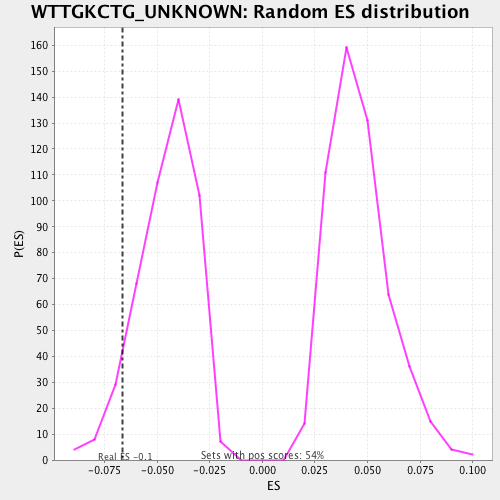 WTTGKCTG_UNKNOWN: Random ES distribution
160
150
140
130
120
110
100
90
80
70
60
50
40
30
20
10
0
P(ES)
Real ES -0.1
Sets with pos scores: 54%
-0.075 -0.050 -0.025 0.000 0.025 0.050 0.075 0.100
ES